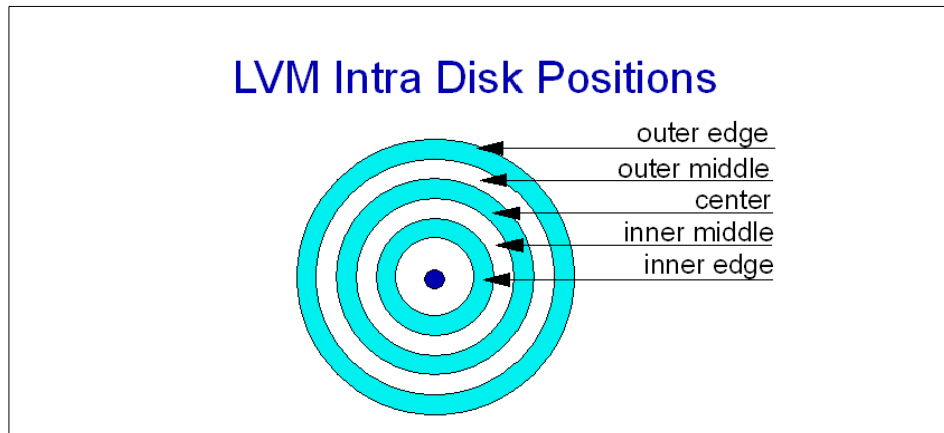 LVM Intra Disk Positions
outer edge
outer middle
center
inner middle
inner edge